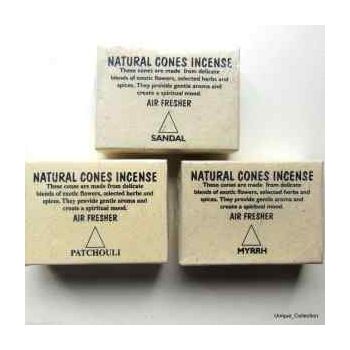 NATURAL CONES INCENSE
These cones are made from delicate
blends of exotic flowers, selected herbs and
spices. They provide gentle aroma and
create a spiritual mood.
AIR FRESHER
SANDAL
NATURAL CONES INCENSE
These cones are made from delicate
blends of exotic flowers, selected herbs and
spices. They provide gentle aroma and
create a spiritual mood.
AIR FRESHER
PATCHOULI
NATURAL CONES INCENSE
These cones are made from delicate
blends of exotic flowers, selected herbs and
spices. They provide gentle aroma and
create a spiritual mood.
AIR FRESHER
MYRRH
Unique_Collection